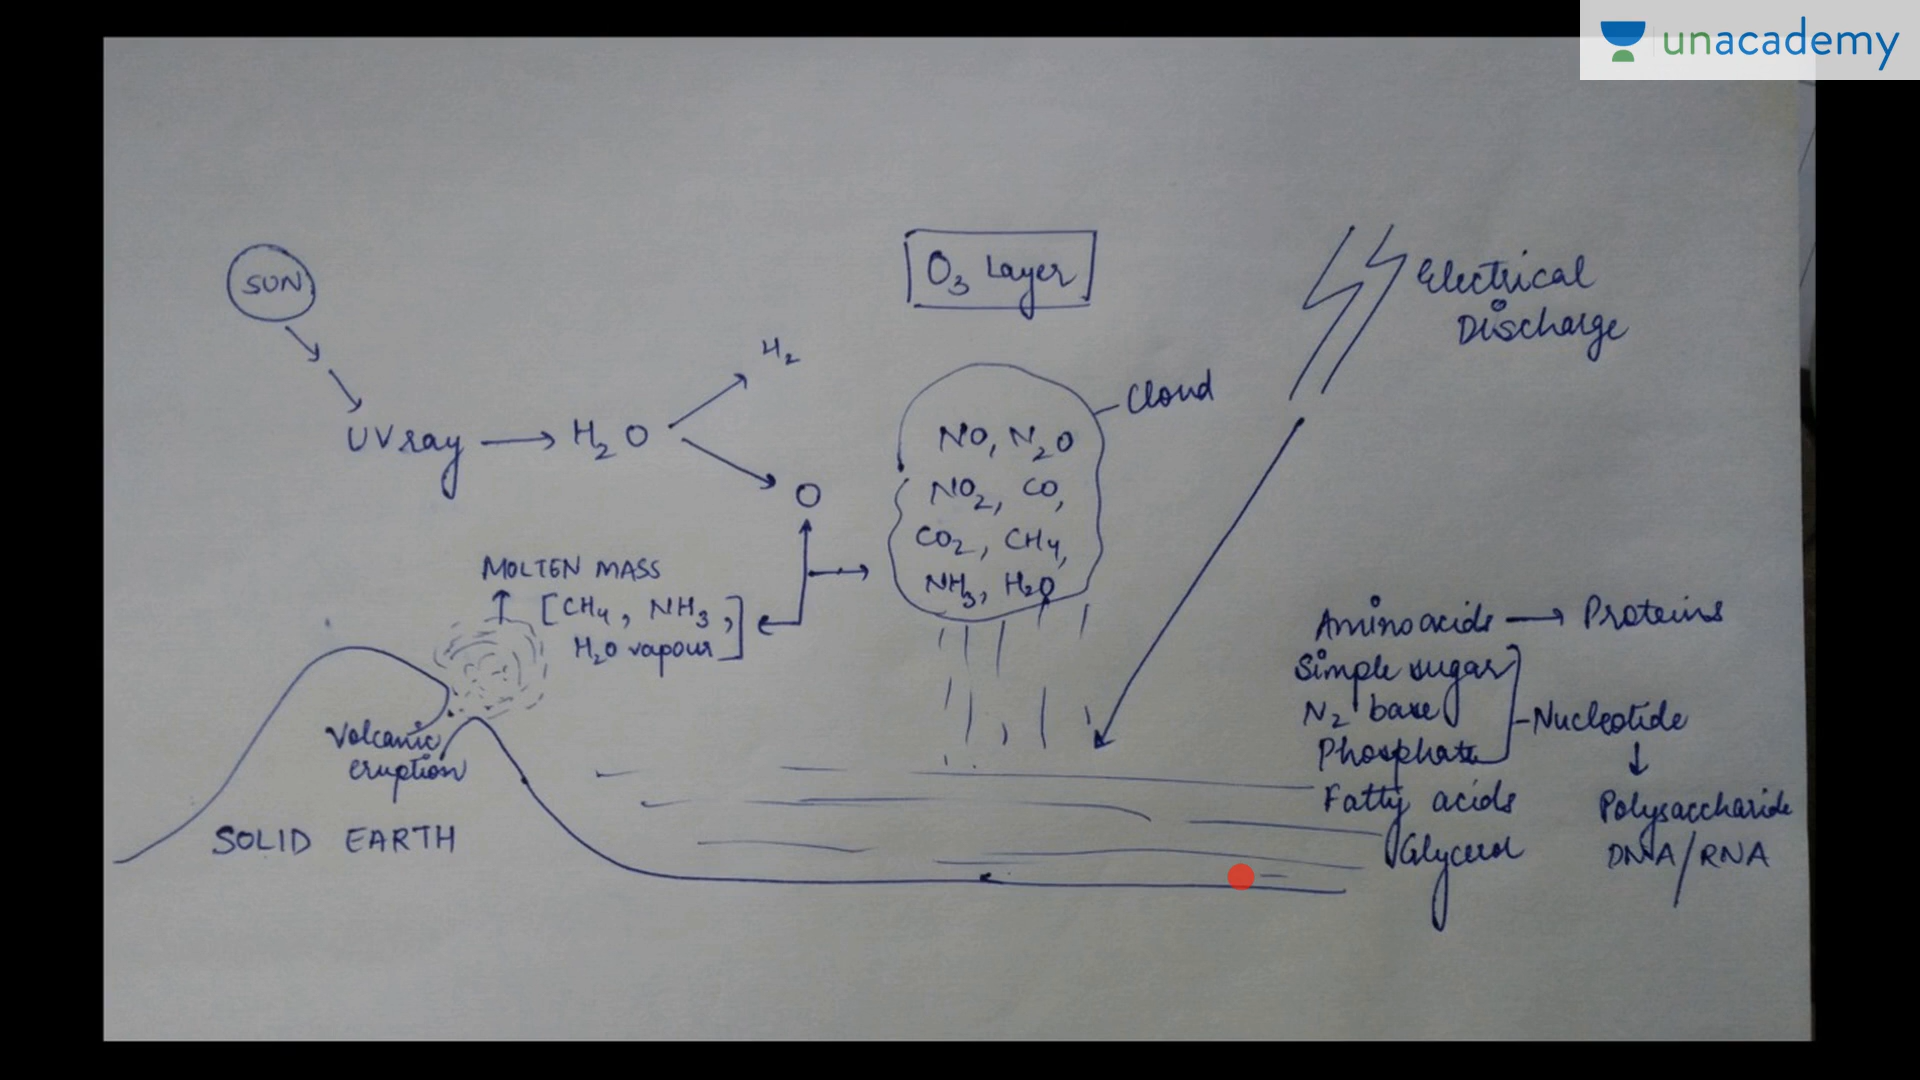 unacademy
SUN
O3 Layer
Electrical
Discharge
H2
Cloud
UV ray
H2O
O
NO, N2O
NO2, CO,
CO2, CH4,
NH3, H2O
MOLTEN MASS
[CH4, NH3,
H2O vapour]
Volcanic
eruption
SOLID EARTH
Aminoacids → Proteins
Simple sugar
N2 base
Phosphate
Nucleotide
Fatty acids
Glycerol
Polysaccharide
DNA/RNA